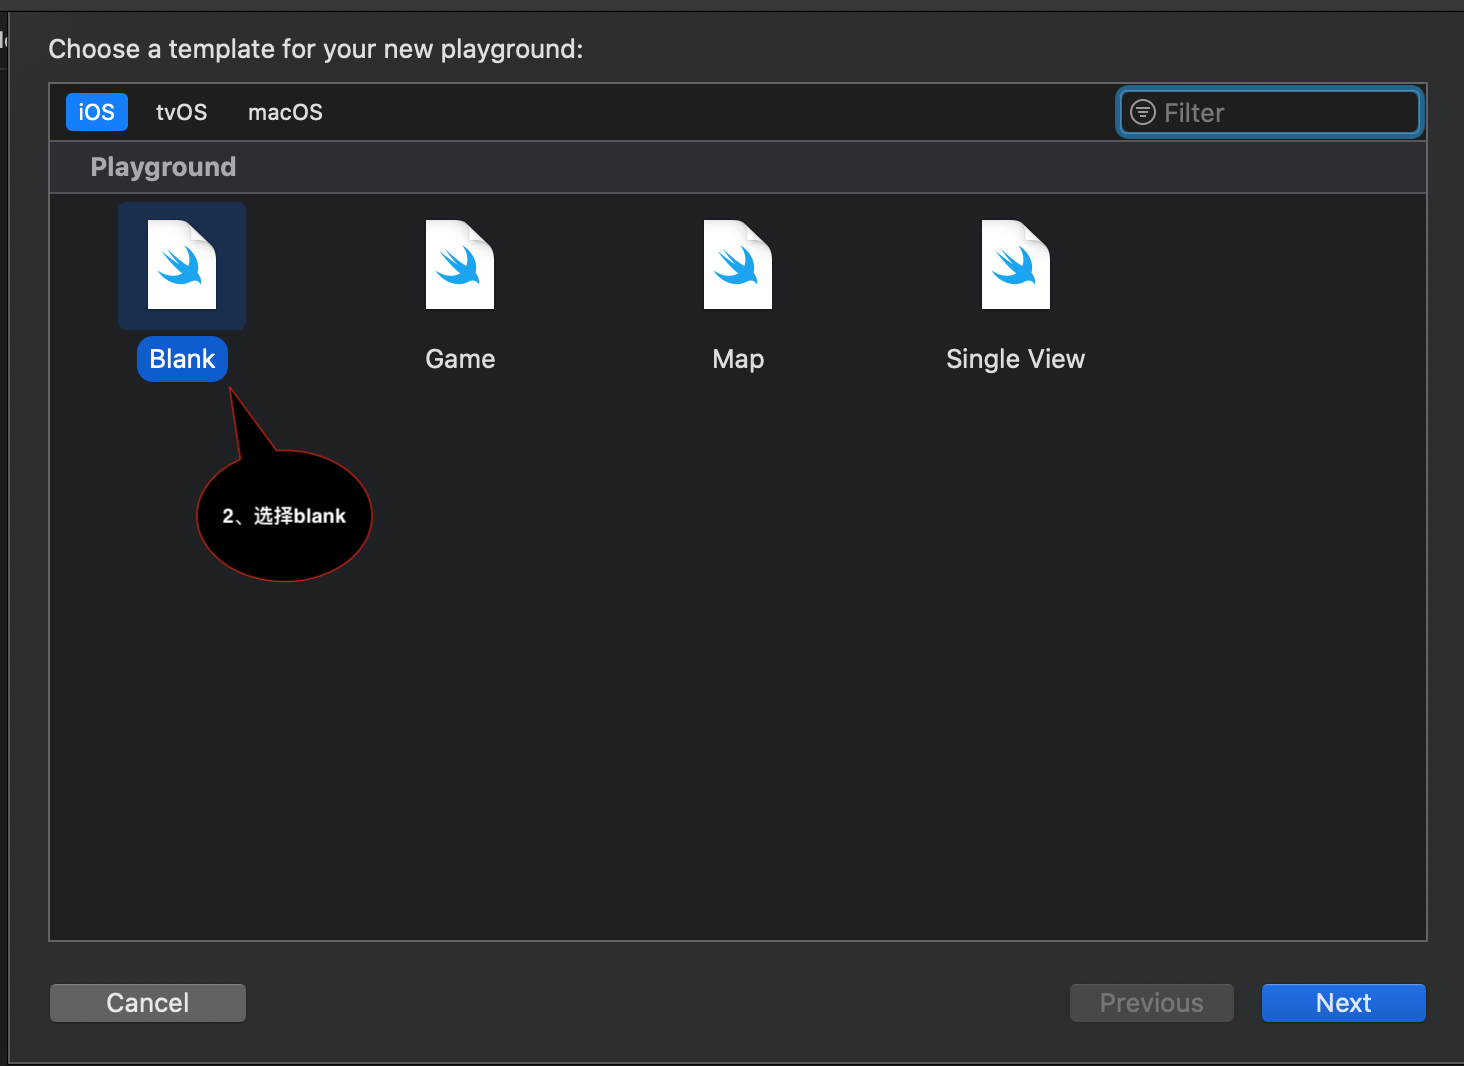 Choose a template for your new playground:
iOS tvOS macOS Filter
Playground
Blank Game Map Single View
2、选择blank
Cancel Previous Next